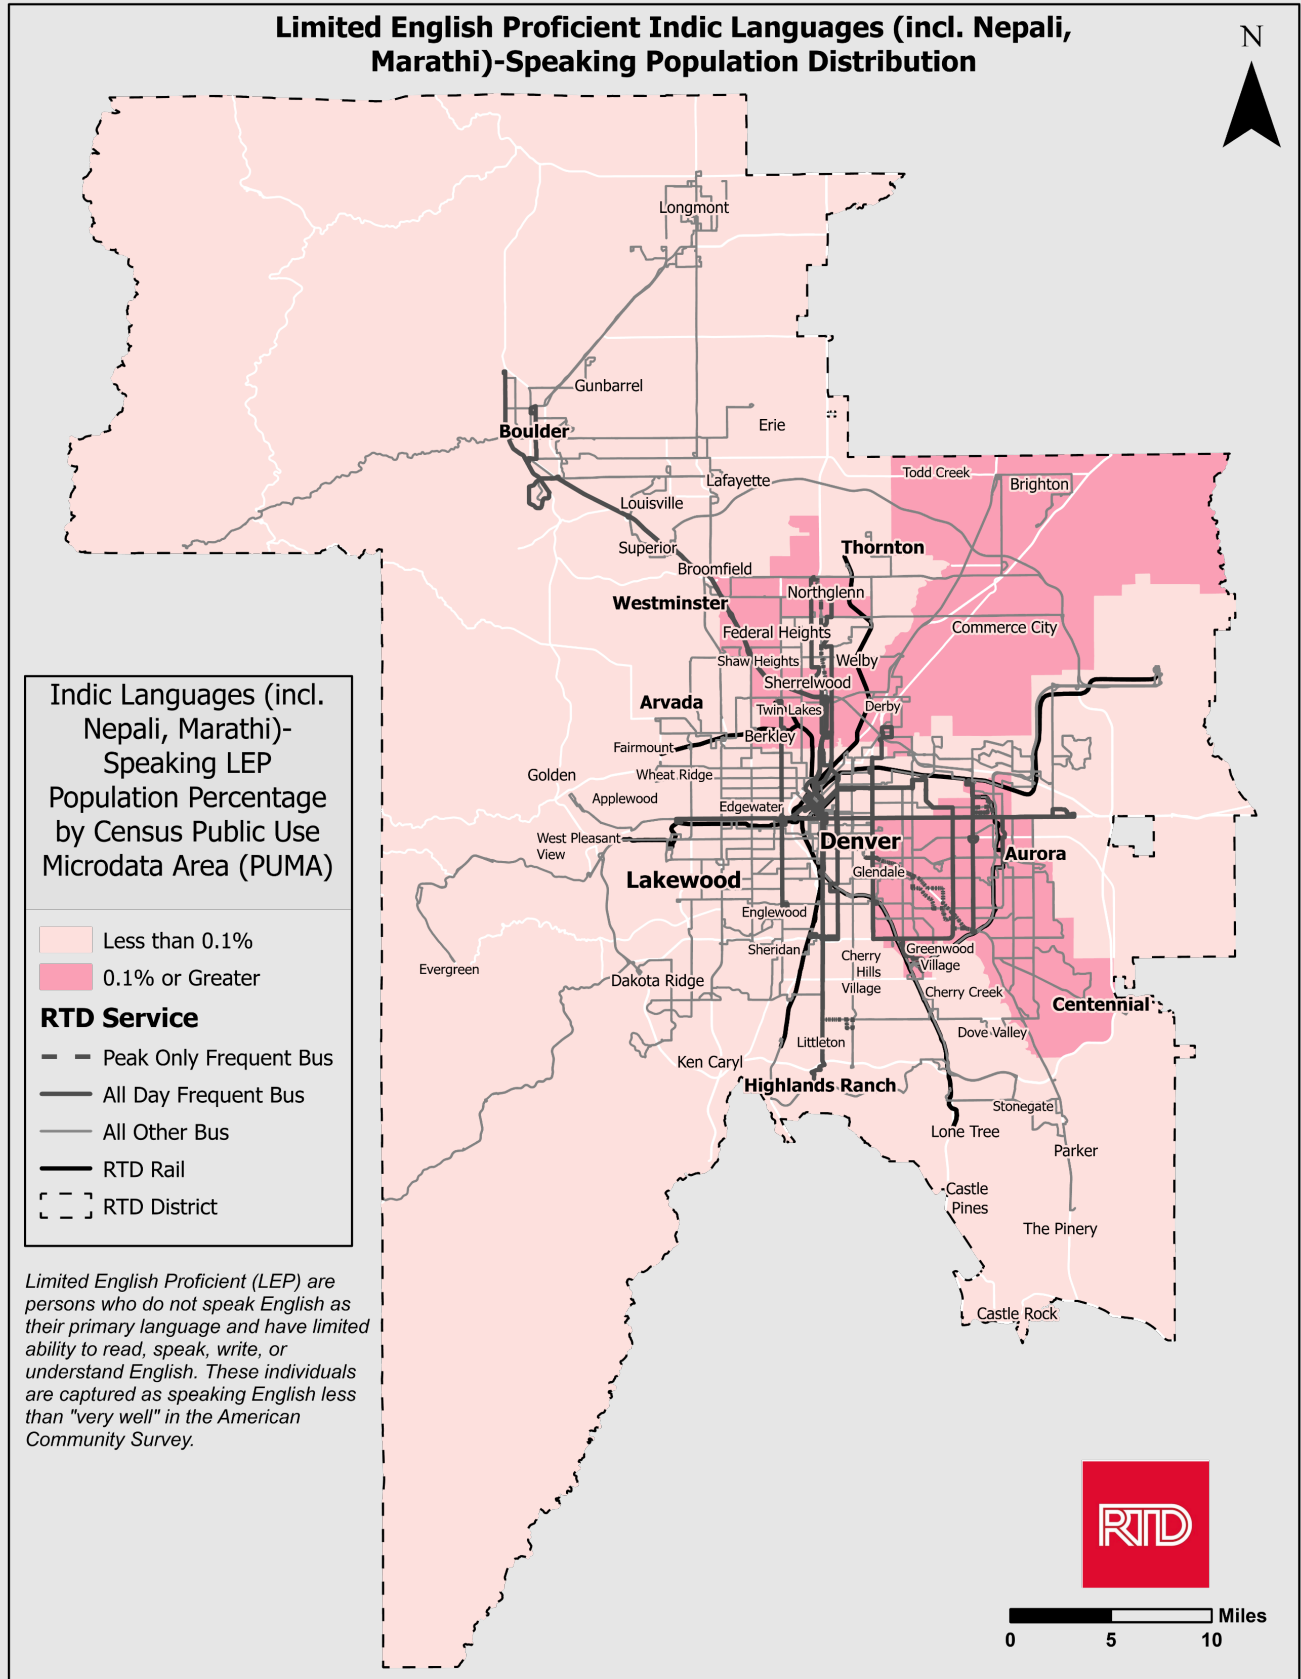 Limited English Proficient Indic Languages (incl. Nepali,
Marathi)-Speaking Population Distribution
N
Longmont
Gunbarrel
Boulder
Erie
Lafayette
Todd Creek
Brighton
Louisville
Superior
Thornton
Broomfield
Westminster
Northglenn
Federal Heights
Commerce City
Shaw Heights
Welby
Sherrelwood
Arvada
Twin Lakes
Derby
Berkley
Fairmount
Golden
Wheat Ridge
Applewood
Edgewater
West Pleasant
View
Denver
Aurora
Lakewood
Glendale
Englewood
Sheridan
Greenwood
Village
Cherry
Hills
Village
Evergreen
Dakota Ridge
Cherry Creek
Centennial
Dove Valley
Littleton
Ken Caryl
Highlands Ranch
Stonegate
Lone Tree
Parker
Castle
Pines
The Pinery
Castle Rock
Indic Languages (incl.
Nepali, Marathi)-
Speaking LEP
Population Percentage
by Census Public Use
Microdata Area (PUMA)
Less than 0.1%
0.1% or Greater
RTD Service
Peak Only Frequent Bus
All Day Frequent Bus
All Other Bus
RTD Rail
RTD District
Limited English Proficient (LEP) are
persons who do not speak English as
their primary language and have limited
ability to read, speak, write, or
understand English. These individuals
are captured as speaking English less
than "very well" in the American
Community Survey.
RTD
Miles
0 5 10